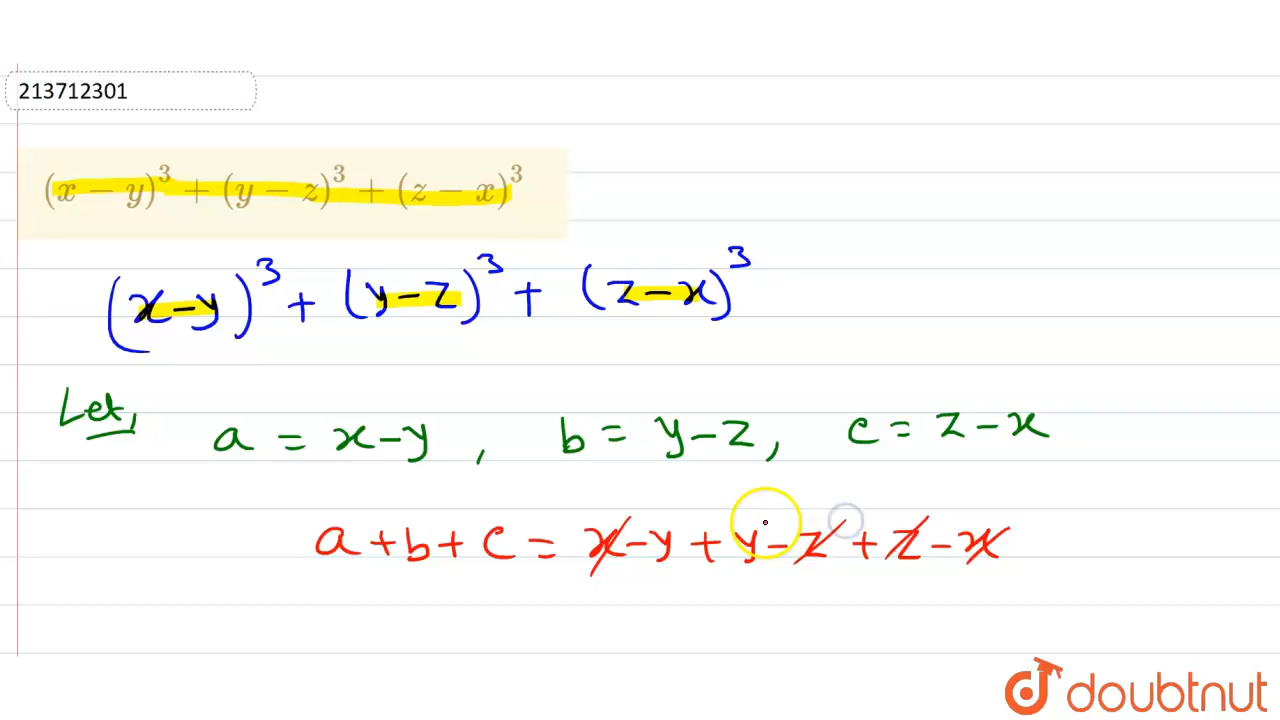 213712301
(x − y)³ + (y − z)³ + (z − x)³
(x−y)³ + (y−z)³ + (z−x)³
Let,
a = x−y , b = y−z, c = z−x
a+b+c = x−y + y−z + z−x
doubtnut